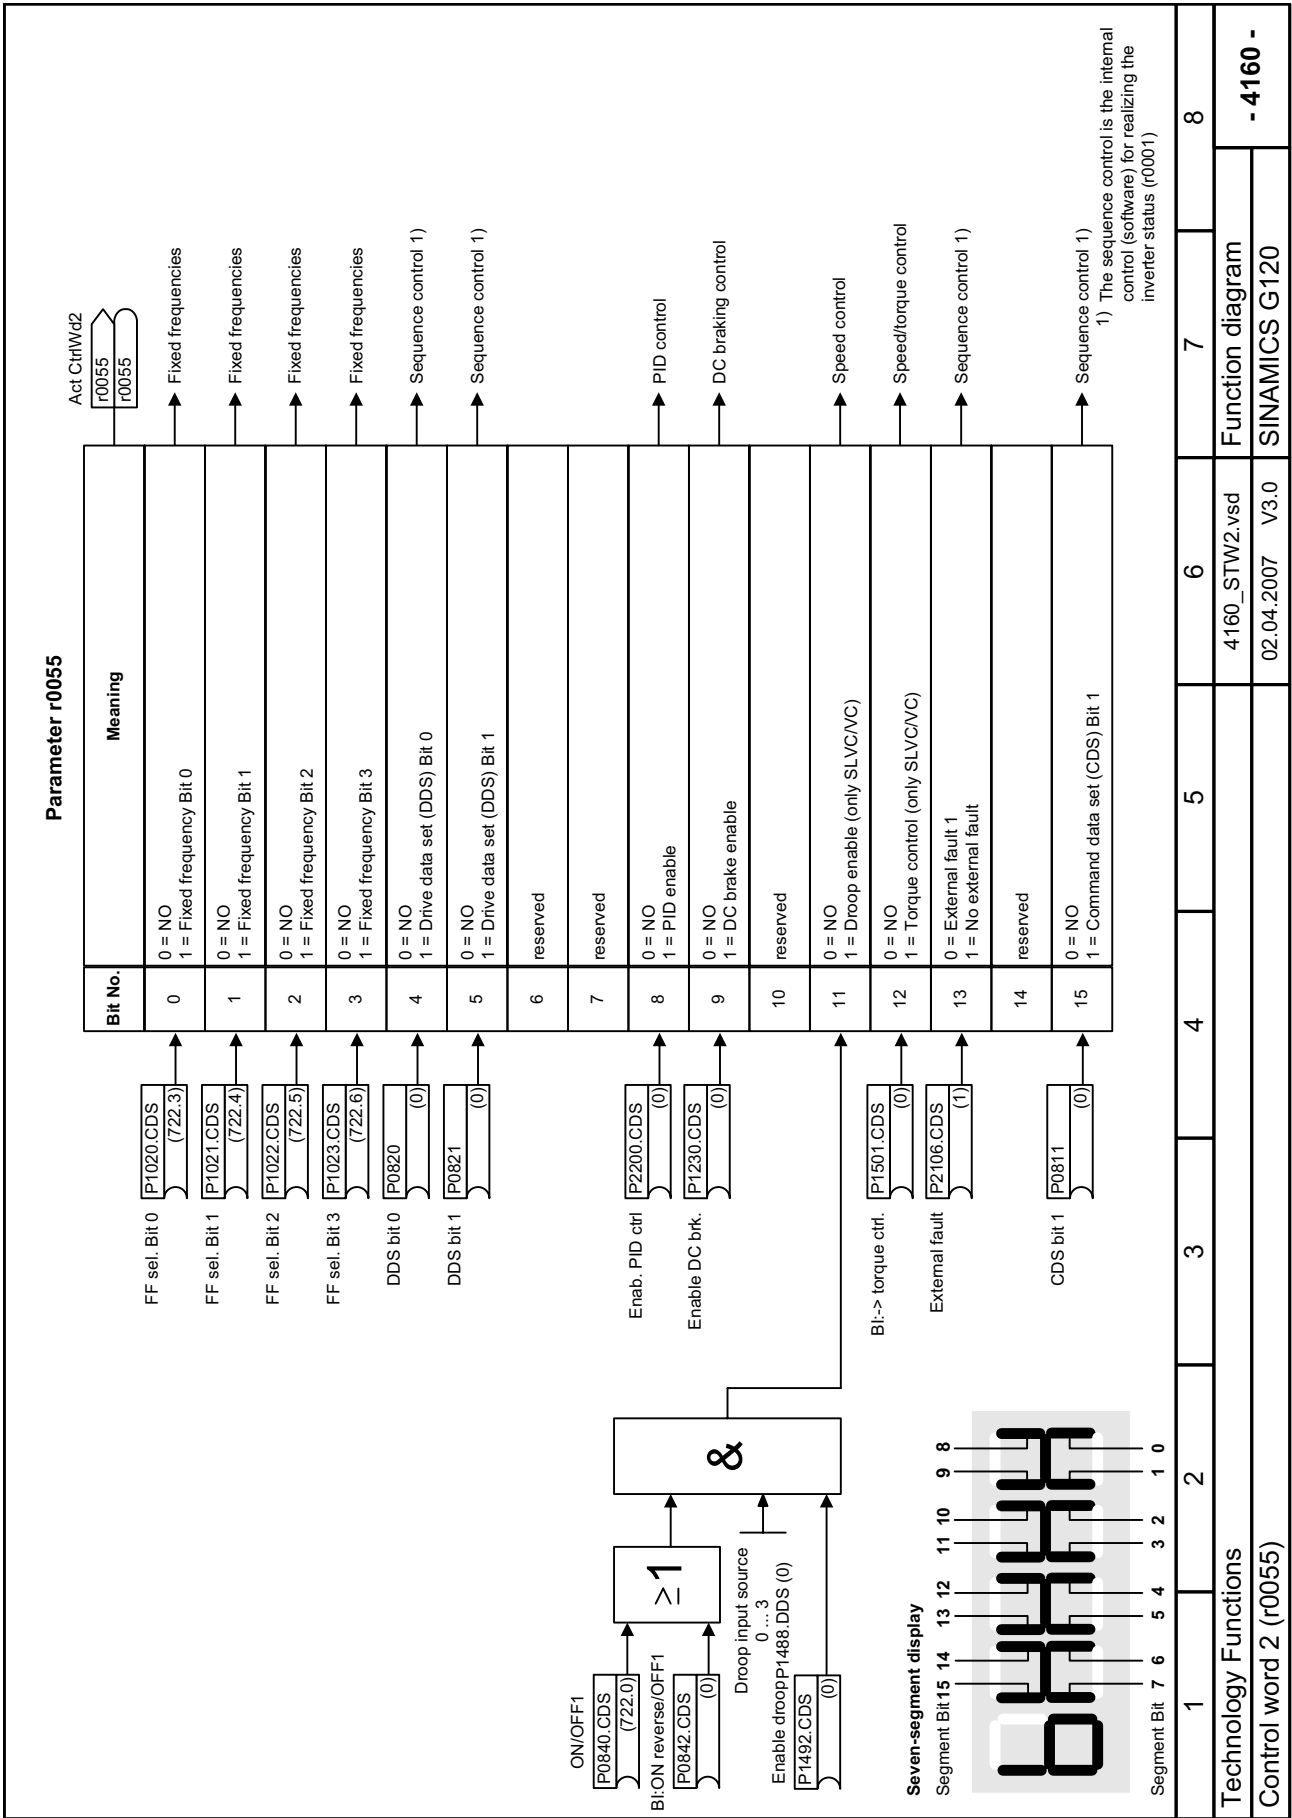 Parameter r0055
Act CtrlWd2
r0055
r0055
Bit No.
Meaning
FF sel. Bit 0
P1020.CDS
(722.3)
0
0 = NO
1 = Fixed frequency Bit 0
Fixed frequencies
FF sel. Bit 1
P1021.CDS
(722.4)
1
0 = NO
1 = Fixed frequency Bit 1
Fixed frequencies
FF sel. Bit 2
P1022.CDS
(722.5)
2
0 = NO
1 = Fixed frequency Bit 2
Fixed frequencies
FF sel. Bit 3
P1023.CDS
(722.6)
3
0 = NO
1 = Fixed frequency Bit 3
Fixed frequencies
DDS bit 0
P0820
(0)
4
0 = NO
1 = Drive data set (DDS) Bit 0
Sequence control 1)
DDS bit 1
P0821
(0)
5
0 = NO
1 = Drive data set (DDS) Bit 1
Sequence control 1)
6
reserved
7
reserved
Enab. PID ctrl
P2200.CDS
(0)
8
0 = NO
1 = PID enable
PID control
Enable DC brk.
P1230.CDS
(0)
9
0 = NO
1 = DC brake enable
DC braking control
10
reserved
ON/OFF1
P0840.CDS
(722.0)
BI:ON reverse/OFF1
P0842.CDS
(0)
≥1
Droop input source
0 ... 3
P1488.DDS (0)
Enable droop
P1492.CDS
(0)
&
11
0 = NO
1 = Droop enable (only SLVC/VC)
Speed control
BI:-> torque ctrl.
P1501.CDS
(0)
12
0 = NO
1 = Torque control (only SLVC/VC)
Speed/torque control
External fault
P2106.CDS
(1)
13
0 = External fault 1
1 = No external fault
Sequence control 1)
14
reserved
CDS bit 1
P0811
(0)
15
0 = NO
1 = Command data set (CDS) Bit 1
Sequence control 1)
1) The sequence control is the internal
control (software) for realizing the
inverter status (r0001)
Seven-segment display
Segment Bit 15 14 13 12 11 10 9 8
Segment Bit 7 6 5 4 3 2 1 0
1 2 3 4 5 6 7 8
Technology Functions
Control word 2 (r0055)
4160_STW2.vsd
02.04.2007 V3.0
Function diagram
SINAMICS G120
- 4160 -